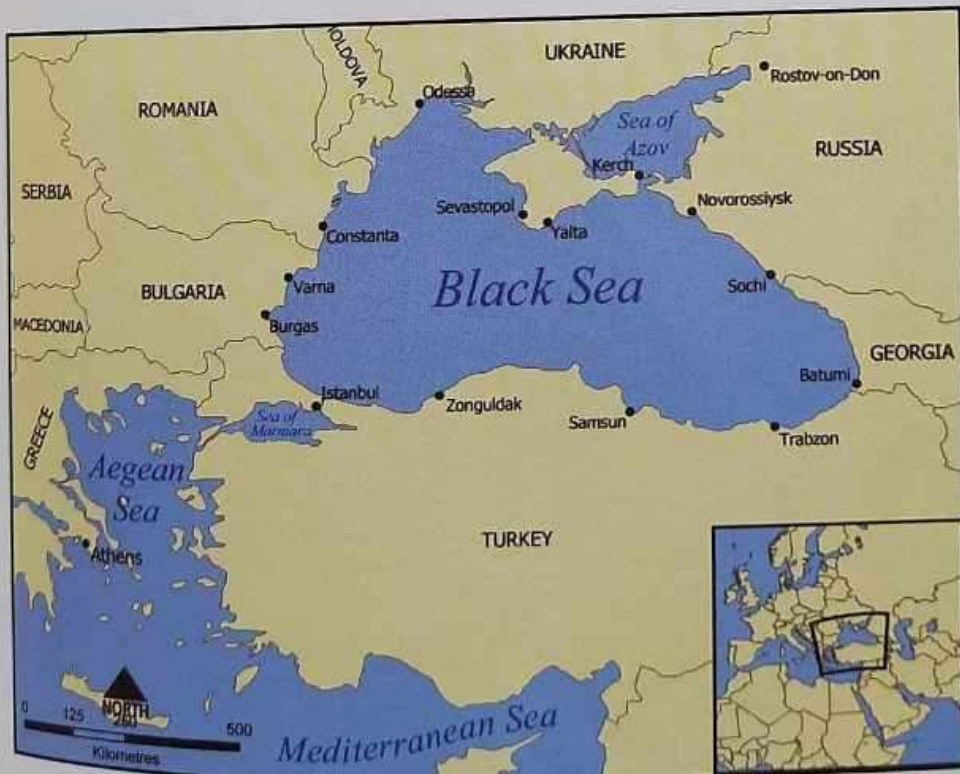 MOLDOVA
UKRAINE
ROMANIA
Odessa
Rostov-on-Don
Sea of
Azov
RUSSIA
SERBIA
Kerch
Sevastopol
Yalta
Novorossiysk
Constanta
BULGARIA
Varna
Black Sea
Sochi
MACEDONIA
Burgas
GEORGIA
Batumi
Istanbul
Zonguldak
Sea of
Marmara
Samsun
Trabzon
GREECE
Aegean
Sea
Athens
TURKEY
NORTH
0 125 250 500
Kilometres
Mediterranean Sea